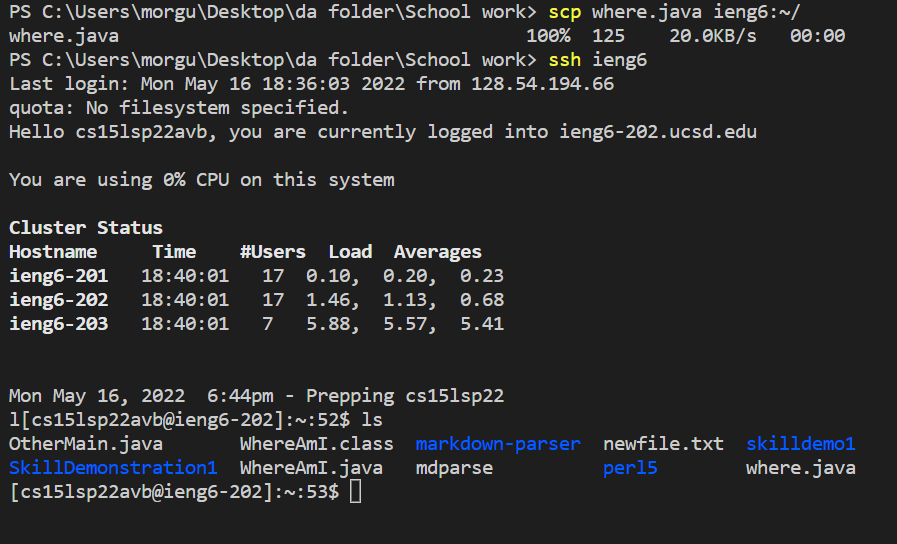 PS C:\Users\morgu\Desktop\da folder\School work> scp where.java ieng6:~/
where.java 100% 125 20.0KB/s 00:00
PS C:\Users\morgu\Desktop\da folder\School work> ssh ieng6
Last login: Mon May 16 18:36:03 2022 from 128.54.194.66
quota: No filesystem specified.
Hello cs15lsp22avb, you are currently logged into ieng6-202.ucsd.edu
You are using 0% CPU on this system
Cluster Status
Hostname Time #Users Load Averages
ieng6-201 18:40:01 17 0.10, 0.20, 0.23
ieng6-202 18:40:01 17 1.46, 1.13, 0.68
ieng6-203 18:40:01 7 5.88, 5.57, 5.41
Mon May 16, 2022 6:44pm - Prepping cs15lsp22
l[cs15lsp22avb@ieng6-202]:~:52$ ls
OtherMain.java WhereAmI.class markdown-parser newfile.txt skilldemo1
SkillDemonstration1 WhereAmI.java mdparse perl5 where.java
[cs15lsp22avb@ieng6-202]:~:53$